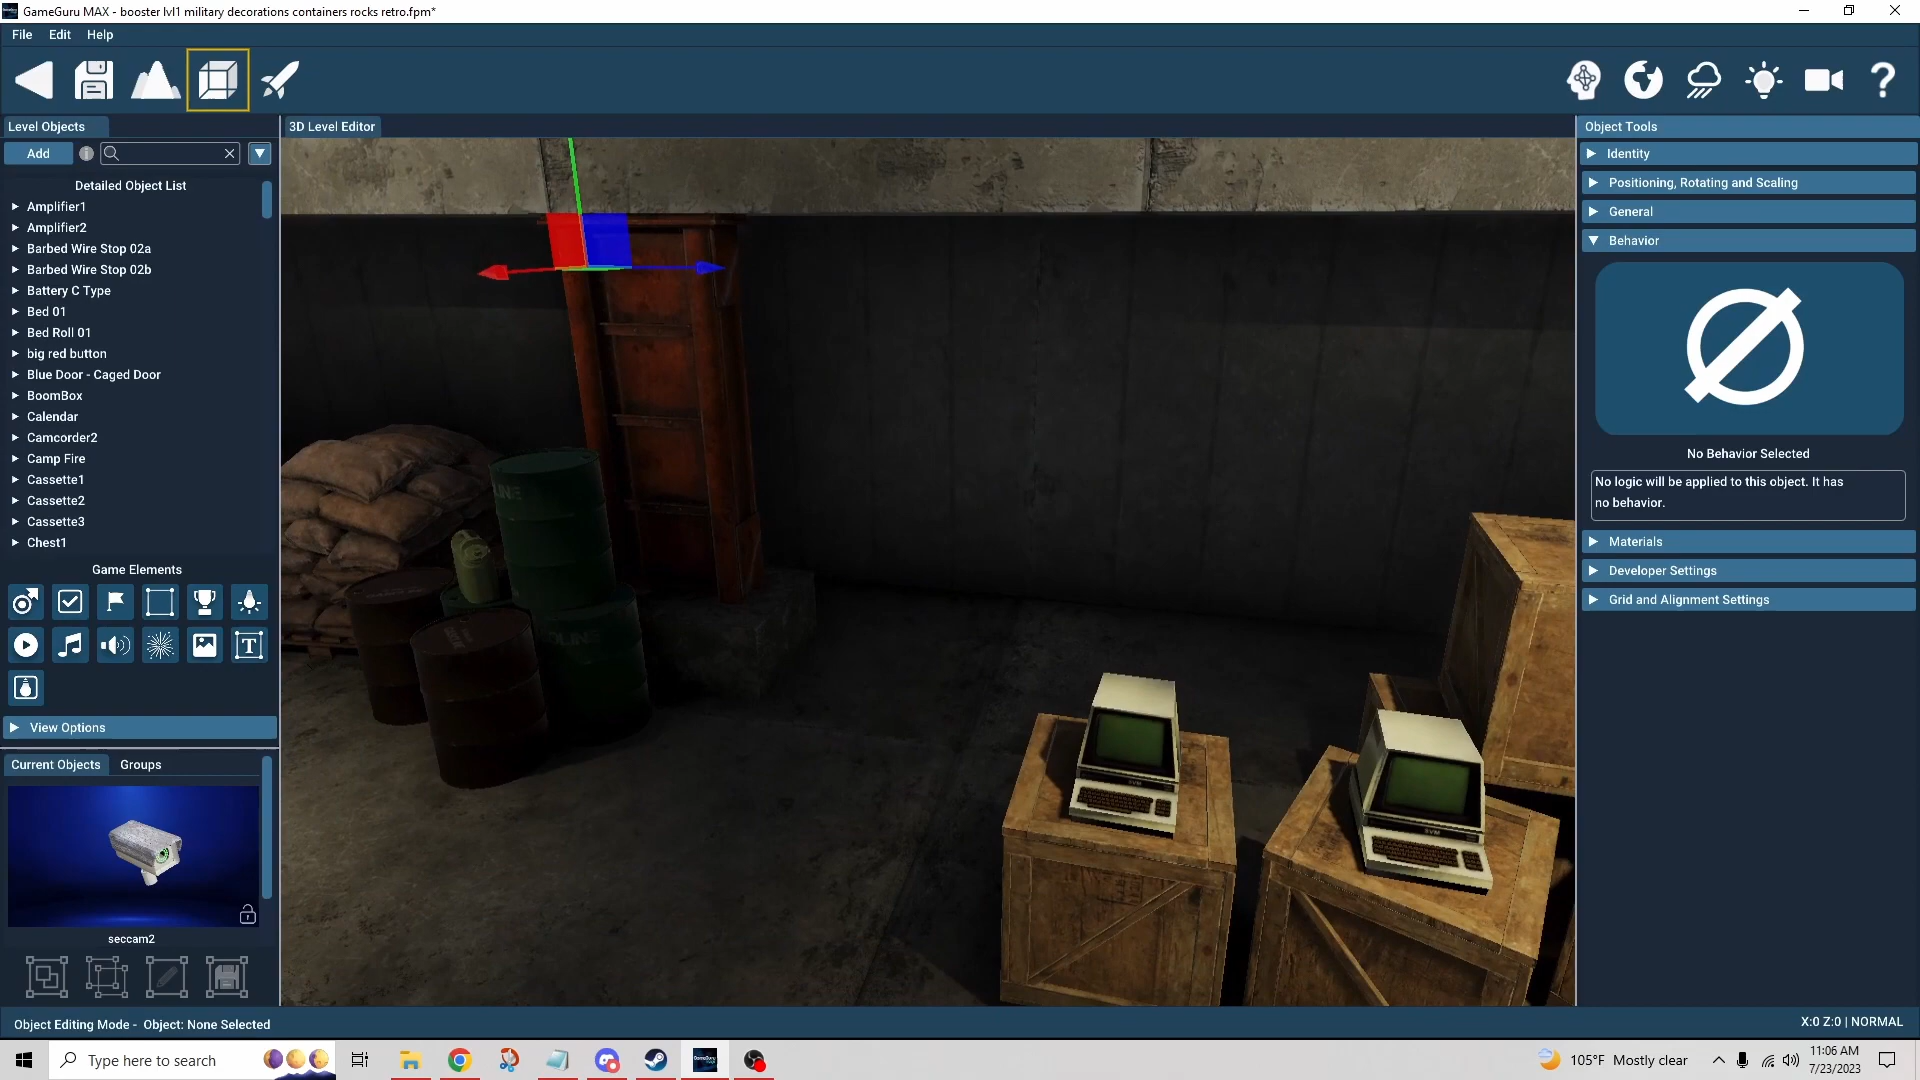 GameGuru MAX - booster lvl1 military decorations containers rocks retro.fpm*
File Edit Help
Level Objects
3D Level Editor
Object Tools
Add
Detailed Object List
Amplifier1
Amplifier2
Barbed Wire Stop 02a
Barbed Wire Stop 02b
Battery C Type
Bed 01
Bed Roll 01
big red button
Blue Door - Caged Door
BoomBox
Calendar
Camcorder2
Camp Fire
Cassette1
Cassette2
Cassette3
Chest1
Game Elements
View Options
Current Objects Groups
seccam2
Identity
Positioning, Rotating and Scaling
General
Behavior
No Behavior Selected
No logic will be applied to this object. It has
no behavior.
Materials
Developer Settings
Grid and Alignment Settings
Object Editing Mode - Object: None Selected
X:0 Z:0 | NORMAL
Type here to search
105°F Mostly clear
11:06 AM
7/23/2023